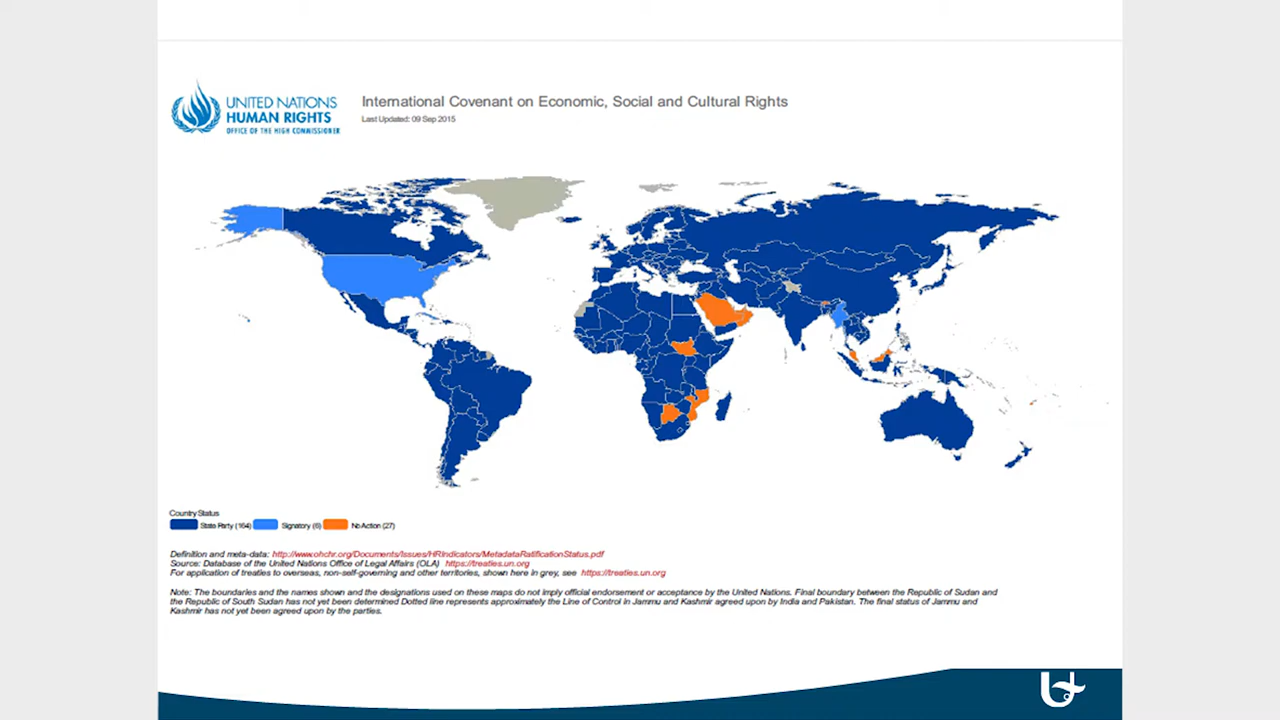 UNITED NATIONS
HUMAN RIGHTS
OFFICE OF THE HIGH COMMISSIONER
International Covenant on Economic, Social and Cultural Rights
Last Updated: 09 Sep 2015
Country Status
State Party (164) Signatory (6) No Action (27)
Definition and meta-data: http://www.ohchr.org/Documents/Issues/HRIndicators/MetadataRatificationStatus.pdf
Source: Database of the United Nations Office of Legal Affairs (OLA) https://treaties.un.org
For application of treaties to overseas, non-self-governing and other territories, shown here in grey, see https://treaties.un.org
Note: The boundaries and the names shown and the designations used on these maps do not imply official endorsement or acceptance by the United Nations. Final boundary between the Republic of Sudan and
the Republic of South Sudan has not yet been determined Dotted line represents approximately the Line of Control in Jammu and Kashmir agreed upon by India and Pakistan. The final status of Jammu and
Kashmir has not yet been agreed upon by the parties.